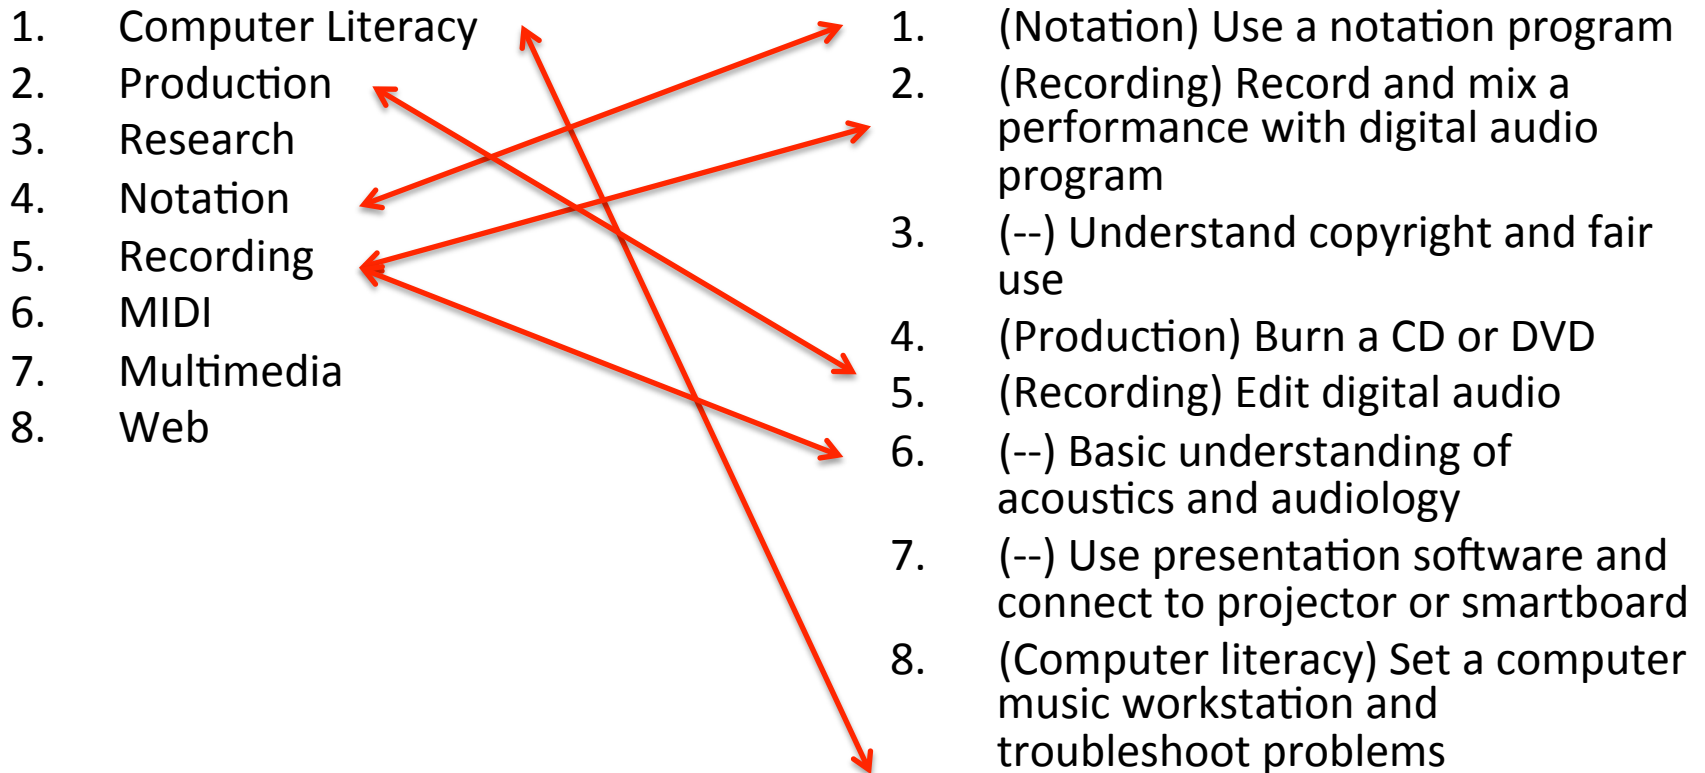 1. Computer Literacy
2. Production
3. Research
4. Notation
5. Recording
6. MIDI
7. Multimedia
8. Web
1. (Notation) Use a notation program
2. (Recording) Record and mix a
performance with digital audio
program
3. (--) Understand copyright and fair
use
4. (Production) Burn a CD or DVD
5. (Recording) Edit digital audio
6. (--) Basic understanding of
acoustics and audiology
7. (--) Use presentation software and
connect to projector or smartboard
8. (Computer literacy) Set a computer
music workstation and
troubleshoot problems